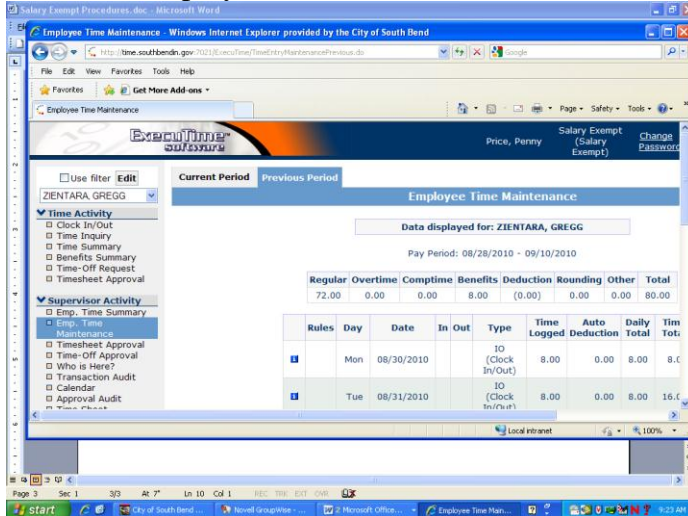 Salary Exempt Procedures.doc - Microsoft Word
Employee Time Maintenance - Windows Internet Explorer provided by the City of South Bend
http://time.southbendin.gov:7021/ExecuTime/TimeEntryMaintenancePrevious.do
Google
File Edit View Favorites Tools Help
Favorites Get More Add-ons
Employee Time Maintenance
Page Safety Tools
ExecuTime
software
Price, Penny
Salary Exempt (Salary Exempt)
Change Password
Use filter Edit
ZIENTARA, GREGG
Time Activity
Clock In/Out
Time Inquiry
Time Summary
Benefits Summary
Time-Off Request
Timesheet Approval
Supervisor Activity
Emp. Time Summary
Emp. Time Maintenance
Timesheet Approval
Time-Off Approval
Who is Here?
Transaction Audit
Calendar
Approval Audit
Time Sheet
Current Period Previous Period
Employee Time Maintenance
Data displayed for: ZIENTARA, GREGG
Pay Period: 08/28/2010 - 09/10/2010
Regular Overtime Comptime Benefits Deduction Rounding Other Total
72.00 0.00 0.00 8.00 (0.00) 0.00 0.00 80.00
Rules Day Date In Out Type Time Logged Auto Deduction Daily Total Tim Tota
Mon 08/30/2010 IO (Clock In/Out) 8.00 0.00 8.00 8.0
Tue 08/31/2010 IO (Clock In/Out) 8.00 0.00 8.00 16.0
Local intranet 100%
Page 3 Sec 1 3/3 At 7" Ln 10 Col 1 REC TRK EXT OVR
start City of South Bend ... Novell GroupWise - ... 2 Microsoft Office... Employee Time Main... 9:23 AM